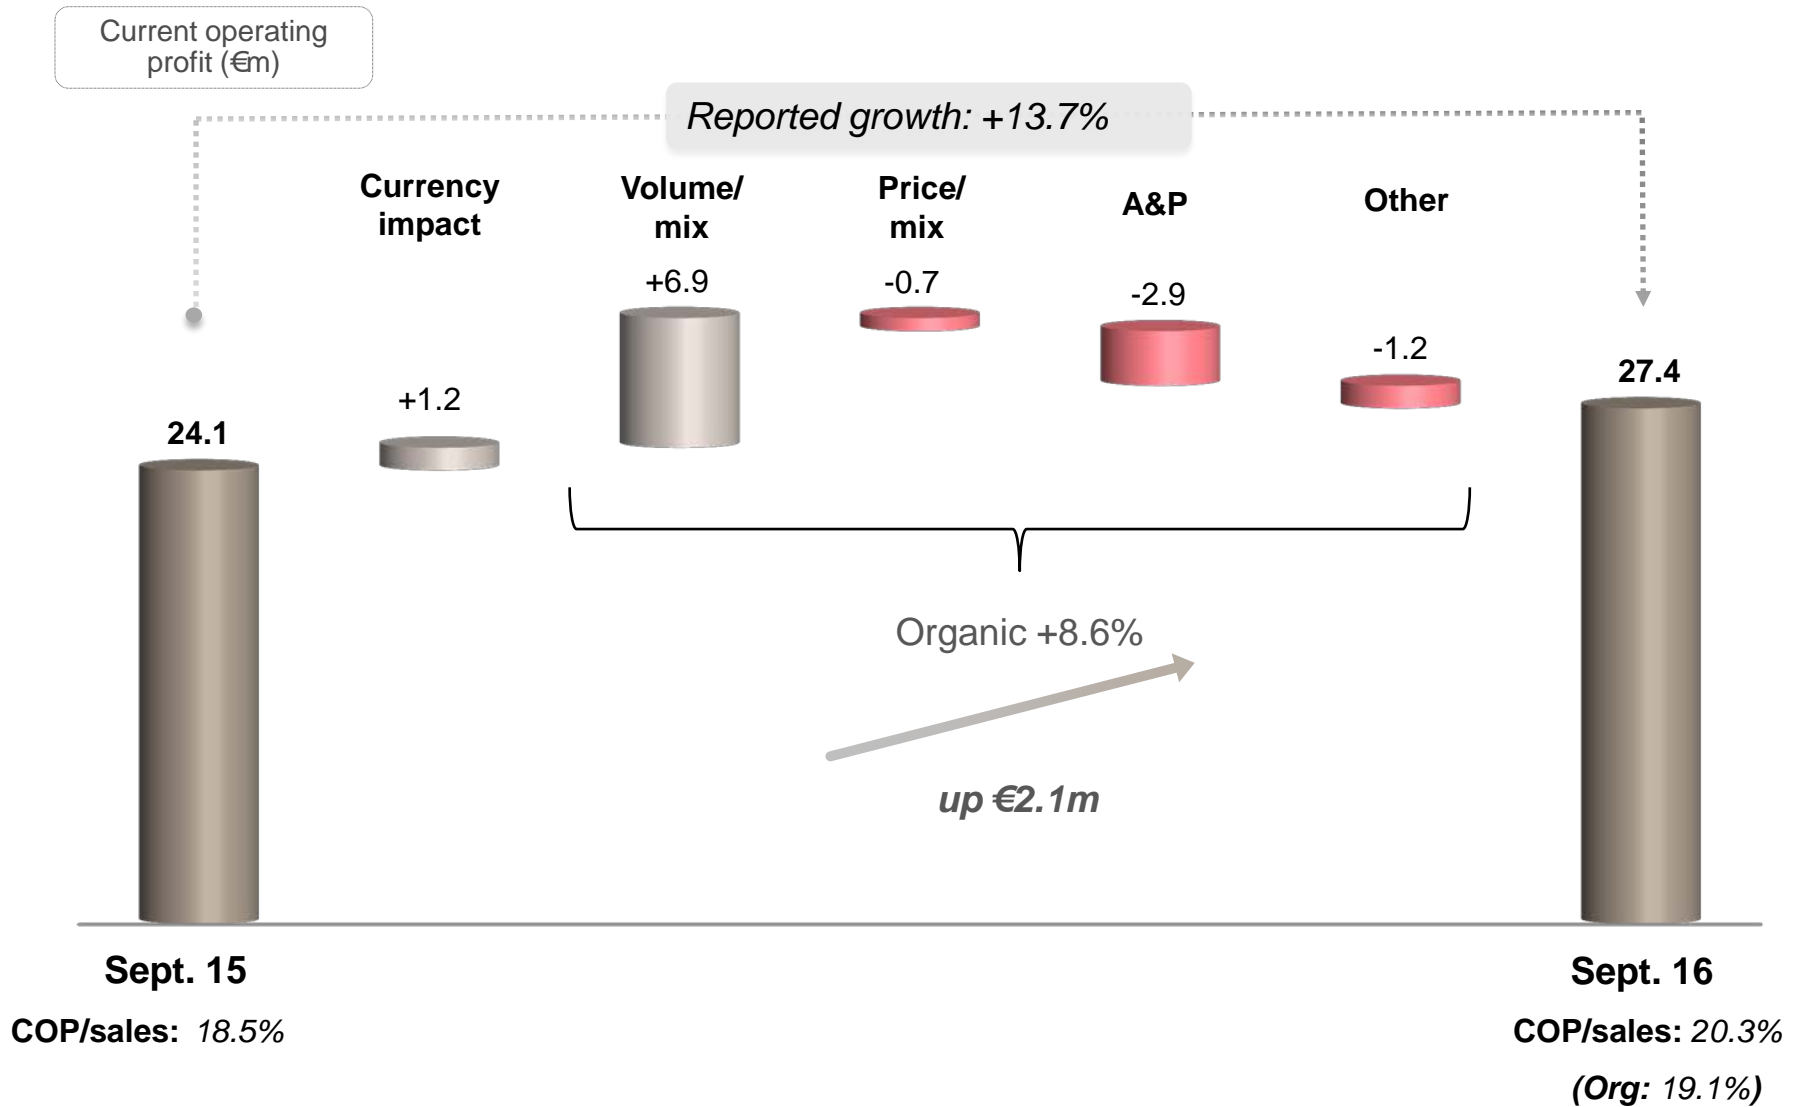 Current operating
profit (€m)
Reported growth: +13.7%
Currency
impact
Volume/
mix
Price/
mix
A&P
Other
+6.9
-0.7
-2.9
-1.2
+1.2
24.1
27.4
Organic +8.6%
up €2.1m
Sept. 15
Sept. 16
COP/sales: 18.5%
COP/sales: 20.3%
(Org: 19.1%)